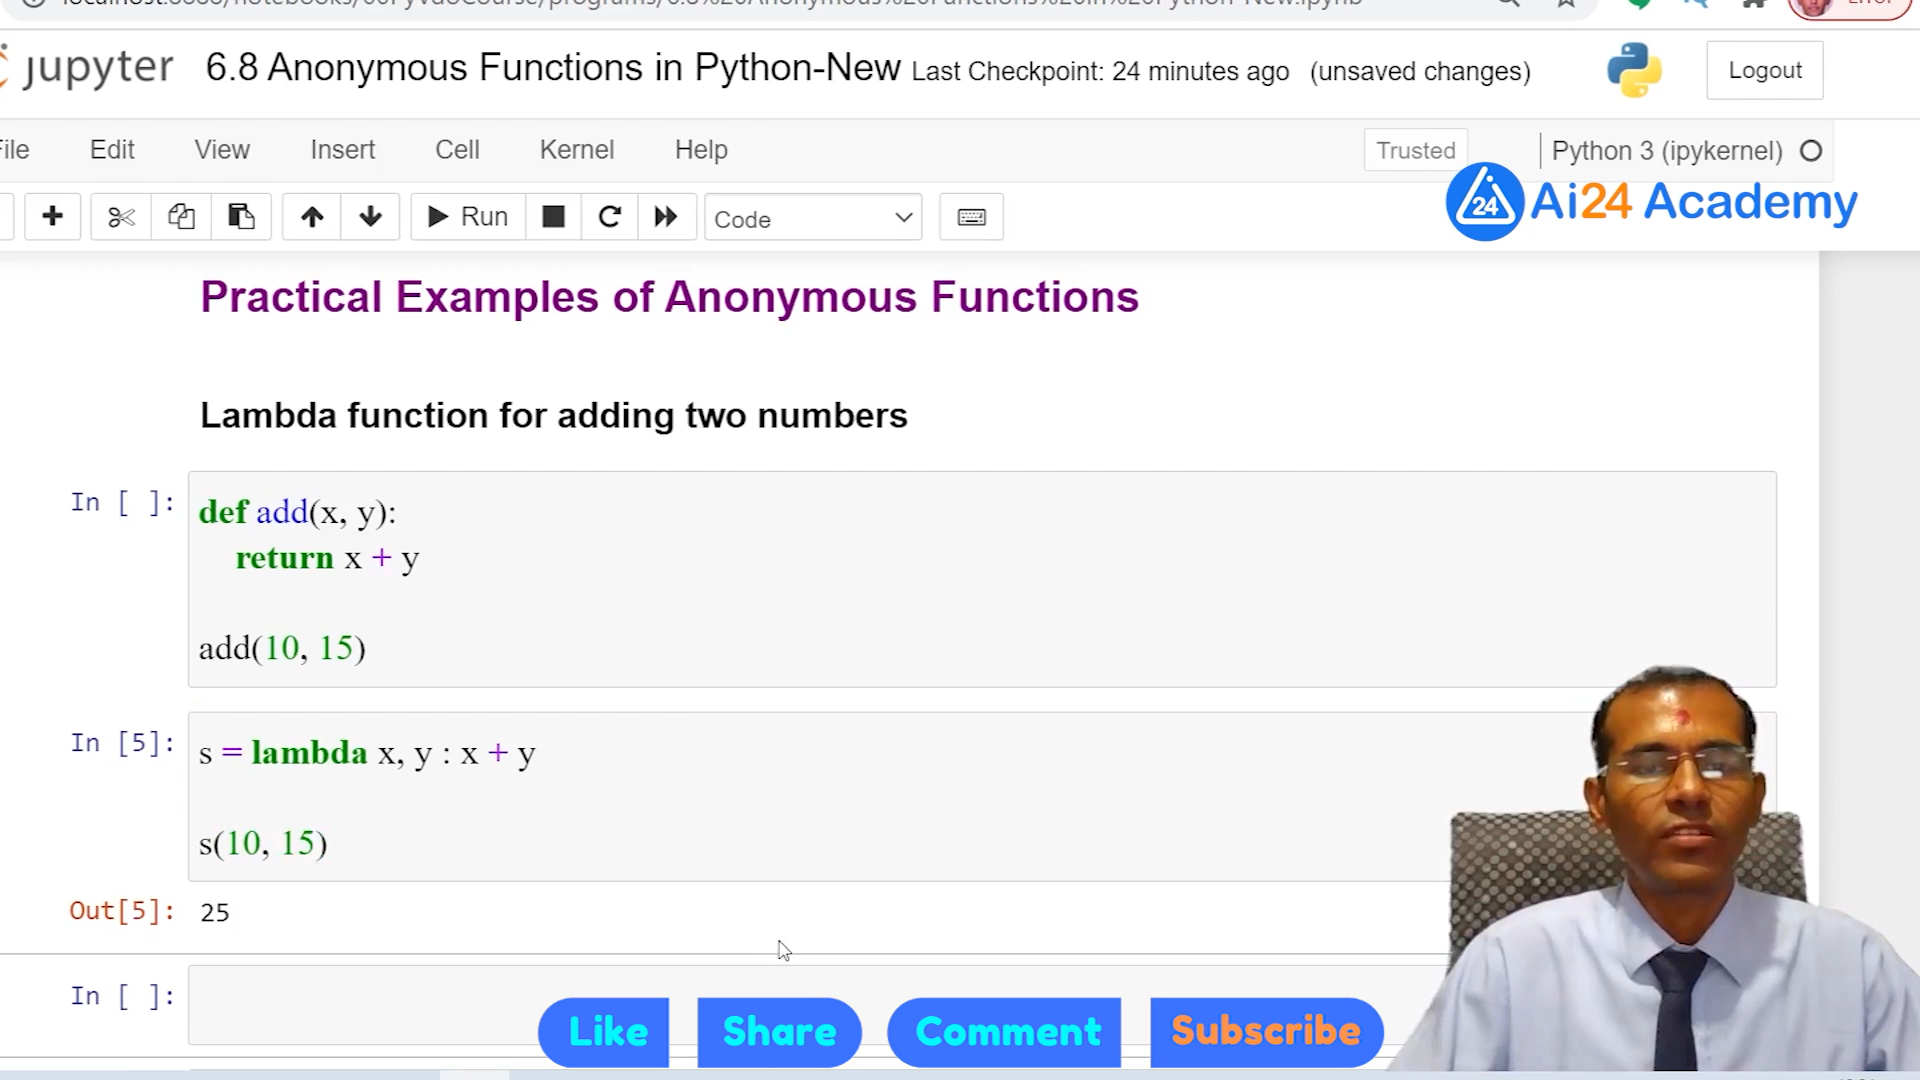 jupyter 6.8 Anonymous Functions in Python-New Last Checkpoint: 24 minutes ago (unsaved changes) Logout
Edit View Insert Cell Kernel Help Trusted Python 3 (ipykernel)
Run Code
24 Ai24 Academy
Practical Examples of Anonymous Functions
Lambda function for adding two numbers
In [ ]: def add(x, y):
return x + y
add(10, 15)
In [5]: s = lambda x, y : x + y
s(10, 15)
Out[5]: 25
In [ ]:
Like Share Comment Subscribe